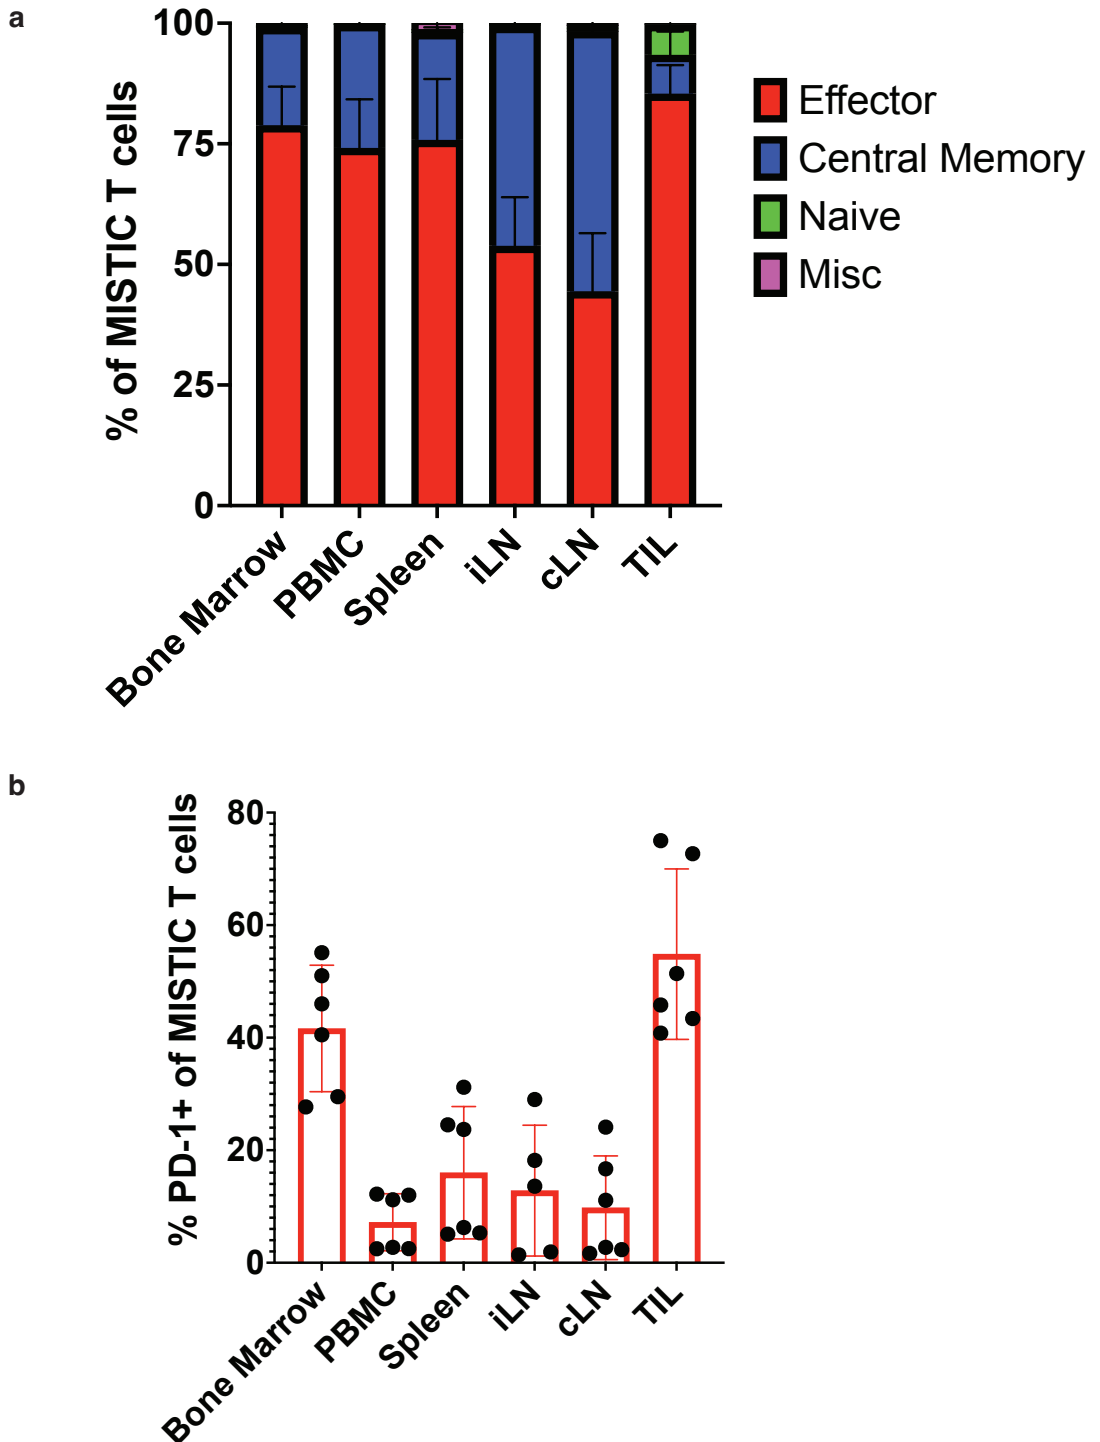 a
% of MISTIC T cells
100
75
50
25
0
Bone Marrow
PBMC
Spleen
iLN
cLN
TIL
Effector
Central Memory
Naive
Misc
b
% PD-1+ of MISTIC T cells
80
60
40
20
0
Bone Marrow
PBMC
Spleen
iLN
cLN
TIL